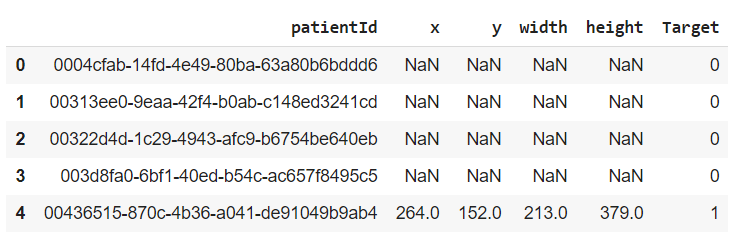 patientId x y width height Target
0 0004cfab-14fd-4e49-80ba-63a80b6bddd6 NaN NaN NaN NaN 0
1 00313ee0-9eaa-42f4-b0ab-c148ed3241cd NaN NaN NaN NaN 0
2 00322d4d-1c29-4943-afc9-b6754be640eb NaN NaN NaN NaN 0
3 003d8fa0-6bf1-40ed-b54c-ac657f8495c5 NaN NaN NaN NaN 0
4 00436515-870c-4b36-a041-de91049b9ab4 264.0 152.0 213.0 379.0 1